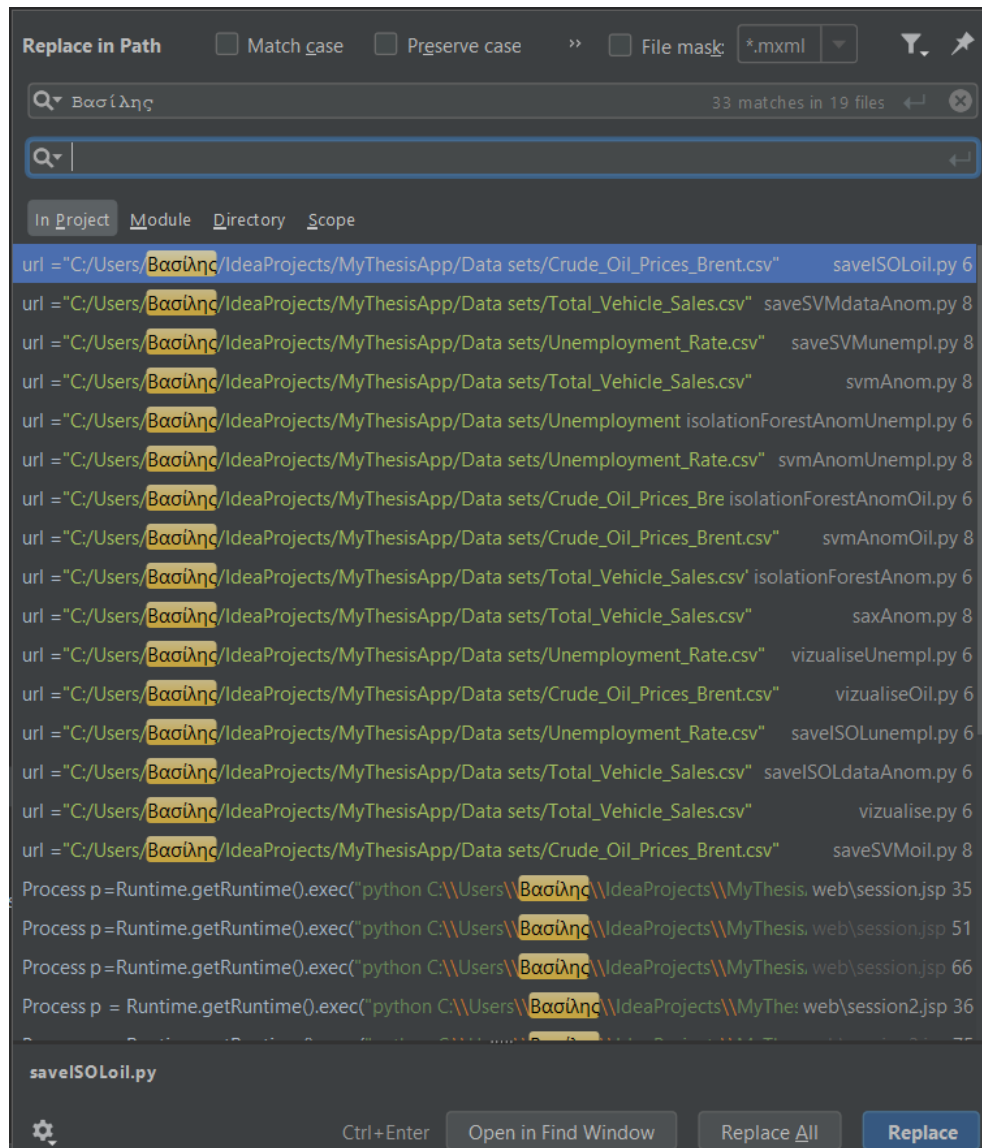 Replace in Path Match case Preserve case >> File mask: *.mxml
Βασίλης 33 matches in 19 files
In Project Module Directory Scope
url ="C:/Users/Βασίλης/IdeaProjects/MyThesisApp/Data sets/Crude_Oil_Prices_Brent.csv" saveISOLoil.py 6
url ="C:/Users/Βασίλης/IdeaProjects/MyThesisApp/Data sets/Total_Vehicle_Sales.csv" saveSVMdataAnom.py 8
url ="C:/Users/Βασίλης/IdeaProjects/MyThesisApp/Data sets/Unemployment_Rate.csv" saveSVMunempl.py 8
url ="C:/Users/Βασίλης/IdeaProjects/MyThesisApp/Data sets/Total_Vehicle_Sales.csv" svmAnom.py 8
url ="C:/Users/Βασίλης/IdeaProjects/MyThesisApp/Data sets/Unemployment isolationForestAnomUnempl.py 6
url ="C:/Users/Βασίλης/IdeaProjects/MyThesisApp/Data sets/Unemployment_Rate.csv" svmAnomUnempl.py 8
url ="C:/Users/Βασίλης/IdeaProjects/MyThesisApp/Data sets/Crude_Oil_Prices_Bre isolationForestAnomOil.py 6
url ="C:/Users/Βασίλης/IdeaProjects/MyThesisApp/Data sets/Crude_Oil_Prices_Brent.csv" svmAnomOil.py 8
url ="C:/Users/Βασίλης/IdeaProjects/MyThesisApp/Data sets/Total_Vehicle_Sales.csv' isolationForestAnom.py 6
url ="C:/Users/Βασίλης/IdeaProjects/MyThesisApp/Data sets/Total_Vehicle_Sales.csv" saxAnom.py 8
url ="C:/Users/Βασίλης/IdeaProjects/MyThesisApp/Data sets/Unemployment_Rate.csv" vizualiseUnempl.py 6
url ="C:/Users/Βασίλης/IdeaProjects/MyThesisApp/Data sets/Crude_Oil_Prices_Brent.csv" vizualiseOil.py 6
url ="C:/Users/Βασίλης/IdeaProjects/MyThesisApp/Data sets/Unemployment_Rate.csv" saveISOLunempl.py 6
url ="C:/Users/Βασίλης/IdeaProjects/MyThesisApp/Data sets/Total_Vehicle_Sales.csv" saveISOLdataAnom.py 6
url ="C:/Users/Βασίλης/IdeaProjects/MyThesisApp/Data sets/Total_Vehicle_Sales.csv" vizualise.py 6
url ="C:/Users/Βασίλης/IdeaProjects/MyThesisApp/Data sets/Crude_Oil_Prices_Brent.csv" saveSVMoil.py 8
Process p=Runtime.getRuntime().exec("python C:\\Users\\Βασίλης\\IdeaProjects\\MyThesis. web\session.jsp 35
Process p=Runtime.getRuntime().exec("python C:\\Users\\Βασίλης\\IdeaProjects\\MyThesis. web\session.jsp 51
Process p=Runtime.getRuntime().exec("python C:\\Users\\Βασίλης\\IdeaProjects\\MyThesis. web\session.jsp 66
Process p = Runtime.getRuntime().exec("python C:\\Users\\Βασίλης\\IdeaProjects\\MyThes web\session2.jsp 36
saveISOLoil.py
Ctrl+Enter Open in Find Window Replace All Replace